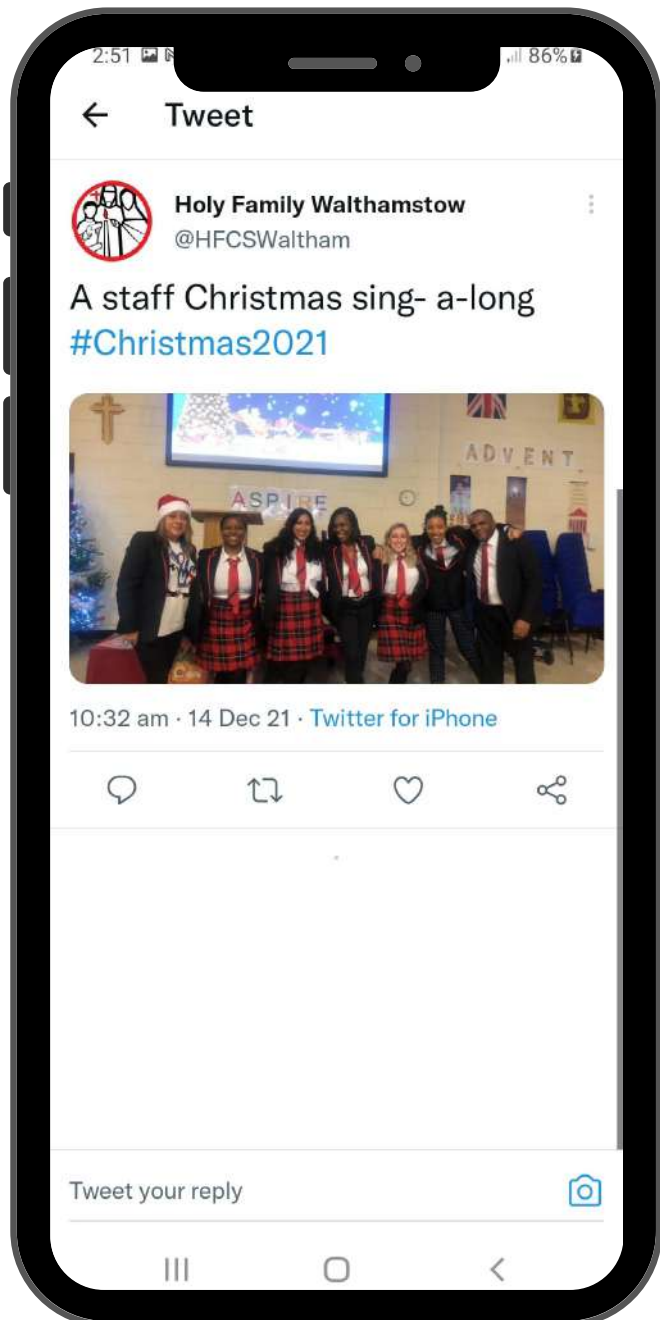 2:51 86%
Tweet
Holy Family Walthamstow
@HFCSWaltham
A staff Christmas sing- a-long
#Christmas2021
ADVENT
ASPIRE
10:32 am · 14 Dec 21 · Twitter for iPhone
Tweet your reply